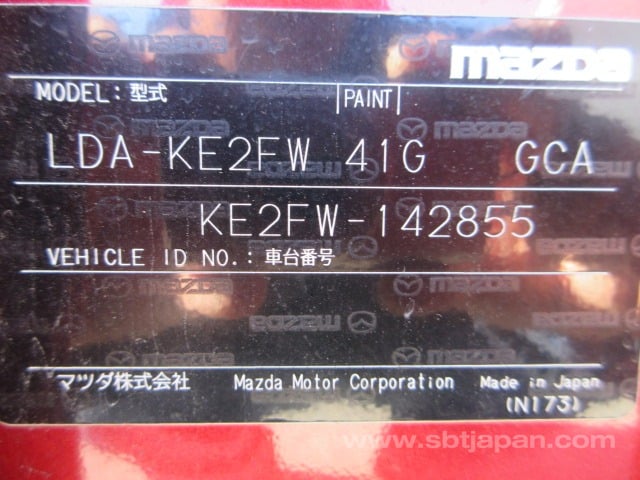 mazda
MODEL: 型式 PAINT
LDA-KE2FW 41G GCA
KE2FW-142855
VEHICLE ID NO.: 車台番号
マツダ株式会社 Mazda Motor Corporation Made in Japan
(N173)
www.sbtjapan.com